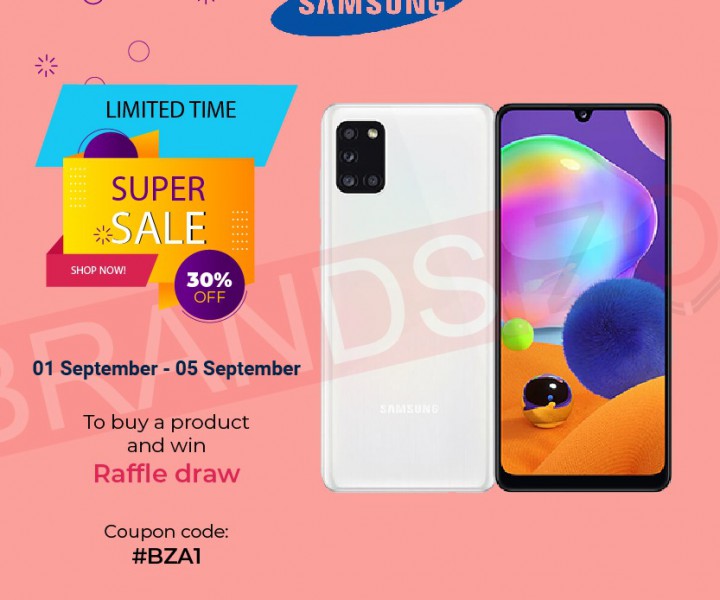 SAMSUNG
LIMITED TIME
SUPER
SALE
SHOP NOW!
30%
OFF
01 September - 05 September
To buy a product
and win
Raffle draw
Coupon code:
#BZA1
SAMSUNG
BRANDS